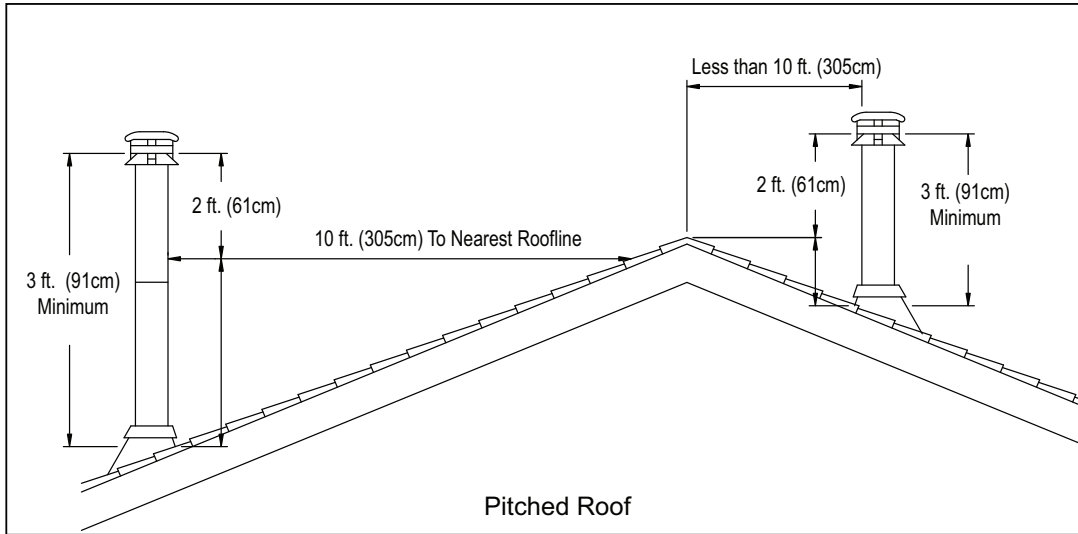 Less than 10 ft. (305cm)
2 ft. (61cm)
2 ft. (61cm)
3 ft. (91cm)
Minimum
10 ft. (305cm) To Nearest Roofline
3 ft. (91cm)
Minimum
Pitched Roof